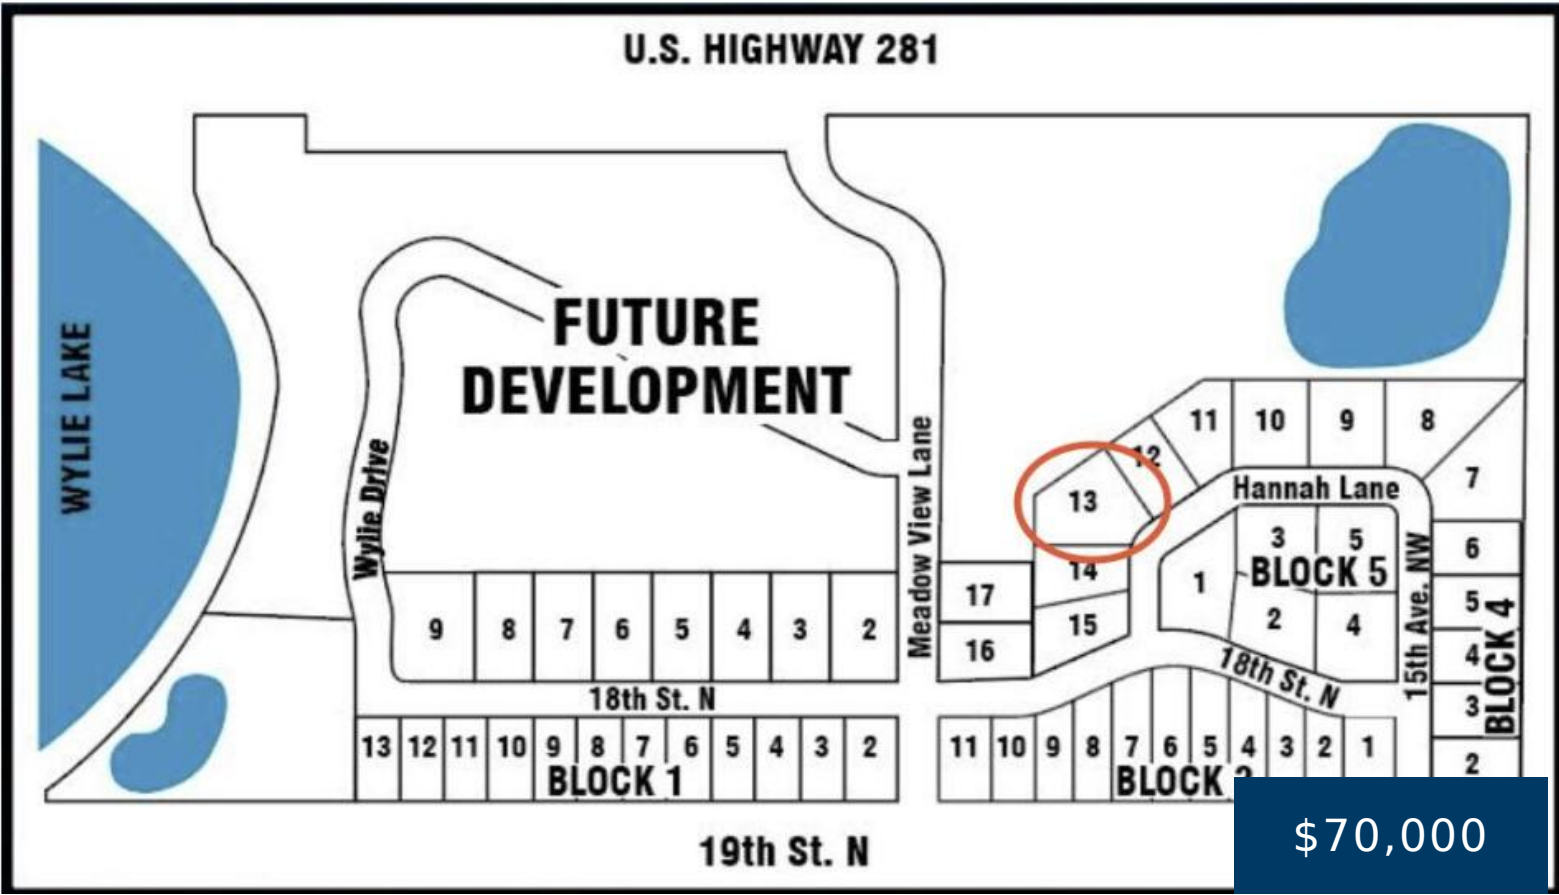 U.S. HIGHWAY 281
WYLIE LAKE
FUTURE
DEVELOPMENT
Wylie Drive
Meadow View Lane
11 10 9 8
12
13
7
Hannah Lane
14
15
17
16
3 5
1
BLOCK 5
2 4
15th Ave. NW
6
5
4
3
2
BLOCK 4
9 8 7 6 5 4 3 2
18th St. N
18th St. N
13 12 11 10 9 8 7 6 5 4 3 2
BLOCK 1
11 10 9 8 7 6 5 4 3 2 1
BLOCK
19th St. N
$70,000